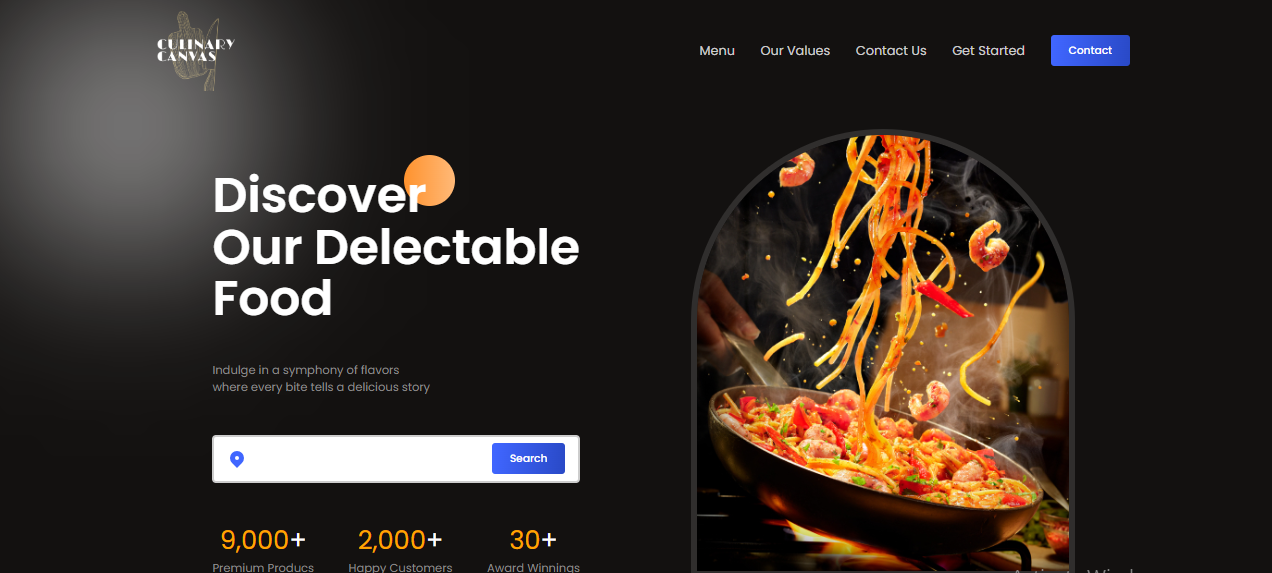 CULINARY
CANVAS
Menu Our Values Contact Us Get Started Contact
Discover
Our Delectable
Food
Indulge in a symphony of flavors
where every bite tells a delicious story
Search
9,000+ 2,000+ 30+
Premium Producs Happy Customers Award Winnings